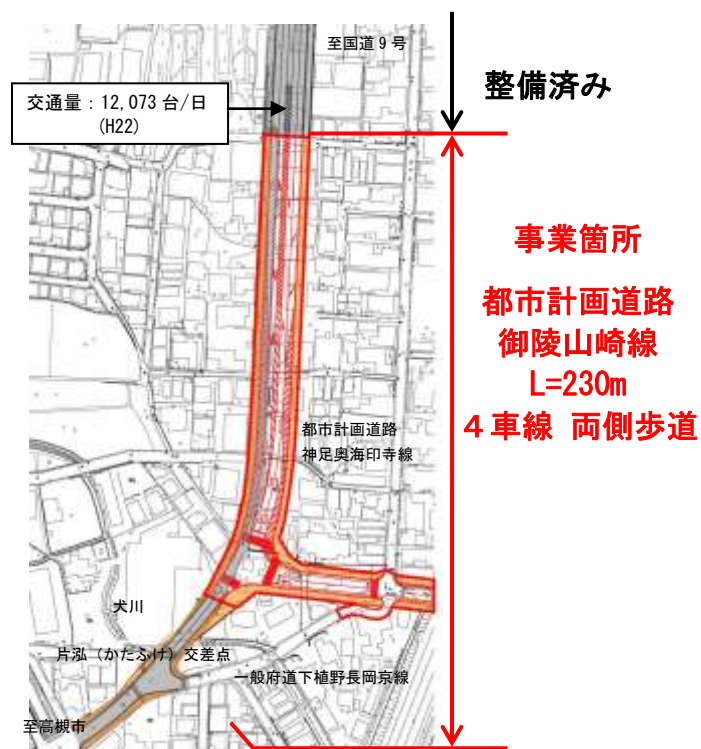 至国道9号
整備済み
交通量：12,073 台/日
(H22)
事業箇所
都市計画道路
御陵山崎線
L=230m
４車線 両側歩道
都市計画道路
神足奥海印寺線
犬川
片泓（かたふけ）交差点
一般府道下植野長岡京線
至高槻市